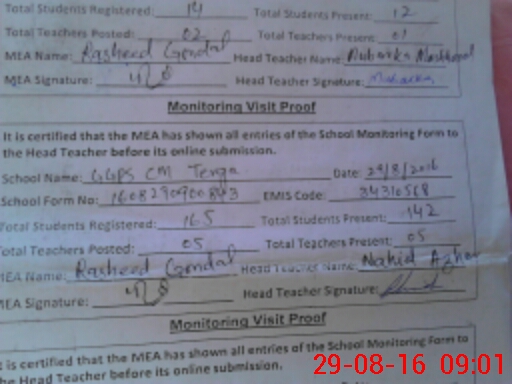 Total Students Registered: 14 Total Students Present: 12
Total Teachers Posted: 02 Total Teachers Present: 01
MEA Name: Rasheed Gondal Head Teacher Name:
MEA Signature: Head Teacher Signature:
Monitoring Visit Proof
It is certified that the MEA has shown all entries of the School Monitoring Form to
the Head Teacher before its online submission.
School Name: GGPS CM Date: 29/8/2016
School Form No: EMIS Code: 34310568
Total Students Registered: 165 Total Students Present: 142
Total Teachers Posted: 05 Total Teachers Present: 05
MEA Name: Rasheed Gondal Head Teacher Name: Nahid
MEA Signature: Head Teacher Signature:
Monitoring Visit Proof
It is certified that the MEA has shown all entries of the School Monitoring Form to
the Head Teacher before its online submission.
29-08-16 09:01